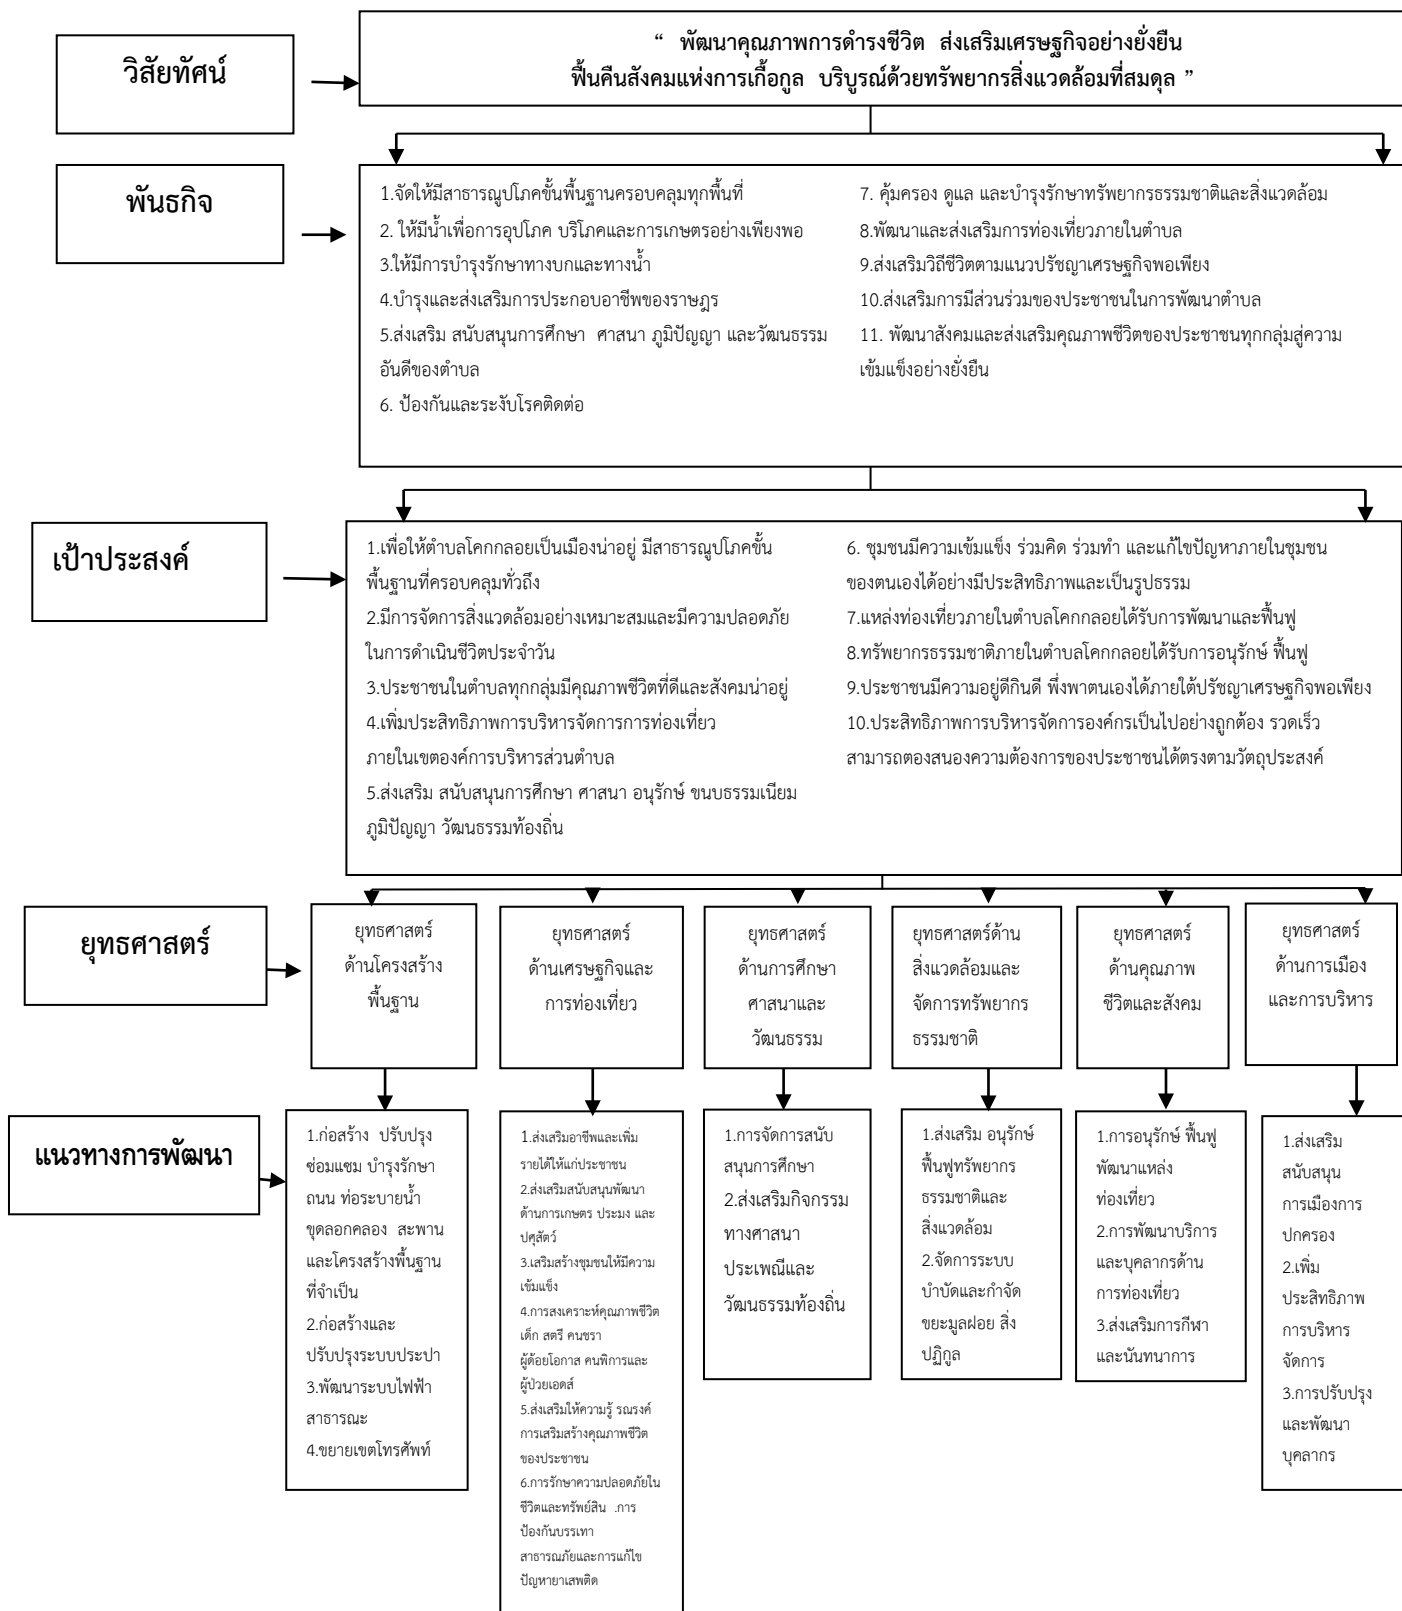 วิสัยทัศน์
“ พัฒนาคุณภาพการดำรงชีวิต ส่งเสริมเศรษฐกิจอย่างยั่งยืน
ฟื้นคืนสังคมแห่งการเกื้อกูล บริบูรณ์ด้วยทรัพยากรสิ่งแวดล้อมที่สมดุล ”
พันธกิจ
1.จัดให้มีสาธารณูปโภคขั้นพื้นฐานครอบคลุมทุกพื้นที่
2. ให้มีน้ำเพื่อการอุปโภค บริโภคและการเกษตรอย่างเพียงพอ
3.ให้มีการบำรุงรักษาทางบกและทางน้ำ
4.บำรุงและส่งเสริมการประกอบอาชีพของราษฎร
5.ส่งเสริม สนับสนุนการศึกษา ศาสนา ภูมิปัญญา และวัฒนธรรม
อันดีของตำบล
6. ป้องกันและระงับโรคติดต่อ
7. คุ้มครอง ดูแล และบำรุงรักษาทรัพยากรธรรมชาติและสิ่งแวดล้อม
8.พัฒนาและส่งเสริมการท่องเที่ยวภายในตำบล
9.ส่งเสริมวิถีชีวิตตามแนวปรัชญาเศรษฐกิจพอเพียง
10.ส่งเสริมการมีส่วนร่วมของประชาชนในการพัฒนาตำบล
11. พัฒนาสังคมและส่งเสริมคุณภาพชีวิตของประชาชนทุกกลุ่มสู่ความ
เข้มแข็งอย่างยั่งยืน
เป้าประสงค์
1.เพื่อให้ตำบลโคกกลอยเป็นเมืองน่าอยู่ มีสาธารณูปโภคขั้น
พื้นฐานที่ครอบคลุมทั่วถึง
2.มีการจัดการสิ่งแวดล้อมอย่างเหมาะสมและมีความปลอดภัย
ในการดำเนินชีวิตประจำวัน
3.ประชาชนในตำบลทุกกลุ่มมีคุณภาพชีวิตที่ดีและสังคมน่าอยู่
4.เพิ่มประสิทธิภาพการบริหารจัดการการท่องเที่ยว
ภายในเขตองค์การบริหารส่วนตำบล
5.ส่งเสริม สนับสนุนการศึกษา ศาสนา อนุรักษ์ ขนบธรรมเนียม
ภูมิปัญญา วัฒนธรรมท้องถิ่น
6. ชุมชนมีความเข้มแข็ง ร่วมคิด ร่วมทำ และแก้ไขปัญหาภายในชุมชน
ของตนเองได้อย่างมีประสิทธิภาพและเป็นรูปธรรม
7.แหล่งท่องเที่ยวภายในตำบลโคกกลอยได้รับการพัฒนาและฟื้นฟู
8.ทรัพยากรธรรมชาติภายในตำบลโคกกลอยได้รับการอนุรักษ์ ฟื้นฟู
9.ประชาชนมีความอยู่ดีกินดี พึ่งพาตนเองได้ภายใต้ปรัชญาเศรษฐกิจพอเพียง
10.ประสิทธิภาพการบริหารจัดการองค์กรเป็นไปอย่างถูกต้อง รวดเร็ว
สามารถตองสนองความต้องการของประชาชนได้ตรงตามวัตถุประสงค์
ยุทธศาสตร์
ยุทธศาสตร์
ด้านโครงสร้าง
พื้นฐาน
ยุทธศาสตร์
ด้านเศรษฐกิจและ
การท่องเที่ยว
ยุทธศาสตร์
ด้านการศึกษา
ศาสนาและ
วัฒนธรรม
ยุทธศาสตร์ด้าน
สิ่งแวดล้อมและ
จัดการทรัพยากร
ธรรมชาติ
ยุทธศาสตร์
ด้านคุณภาพ
ชีวิตและสังคม
ยุทธศาสตร์
ด้านการเมือง
และการบริหาร
แนวทางการพัฒนา
1.ก่อสร้าง ปรับปรุง
ซ่อมแซม บำรุงรักษา
ถนน ท่อระบายน้ำ
ขุดลอกคลอง สะพาน
และโครงสร้างพื้นฐาน
ที่จำเป็น
2.ก่อสร้างและ
ปรับปรุงระบบประปา
3.พัฒนาระบบไฟฟ้า
สาธารณะ
4.ขยายเขตโทรศัพท์
1.ส่งเสริมอาชีพและเพิ่ม
รายได้ให้แก่ประชาชน
2.ส่งเสริมสนับสนุนพัฒนา
ด้านการเกษตร ประมง และ
ปศุสัตว์
3.เสริมสร้างชุมชนให้มีความ
เข้มแข็ง
4.การสงเคราะห์คุณภาพชีวิต
เด็ก สตรี คนชรา
ผู้ด้อยโอกาส คนพิการและ
ผู้ป่วยเอดส์
5.ส่งเสริมให้ความรู้ รณรงค์
การเสริมสร้างคุณภาพชีวิต
ของประชาชน
6.การรักษาความปลอดภัยใน
ชีวิตและทรัพย์สิน .การ
ป้องกันบรรเทา
สาธารณภัยและการแก้ไข
ปัญหายาเสพติด
1.การจัดการสนับ
สนุนการศึกษา
2.ส่งเสริมกิจกรรม
ทางศาสนา
ประเพณีและ
วัฒนธรรมท้องถิ่น
1.ส่งเสริม อนุรักษ์
ฟื้นฟูทรัพยากร
ธรรมชาติและ
สิ่งแวดล้อม
2.จัดการระบบ
บำบัดและกำจัด
ขยะมูลฝอย สิ่ง
ปฏิกูล
1.การอนุรักษ์ ฟื้นฟู
พัฒนาแหล่ง
ท่องเที่ยว
2.การพัฒนาบริการ
และบุคลากรด้าน
การท่องเที่ยว
3.ส่งเสริมการกีฬา
และนันทนาการ
1.ส่งเสริม
สนับสนุน
การเมืองการ
ปกครอง
2.เพิ่ม
ประสิทธิภาพ
การบริหาร
จัดการ
3.การปรับปรุง
และพัฒนา
บุคลากร